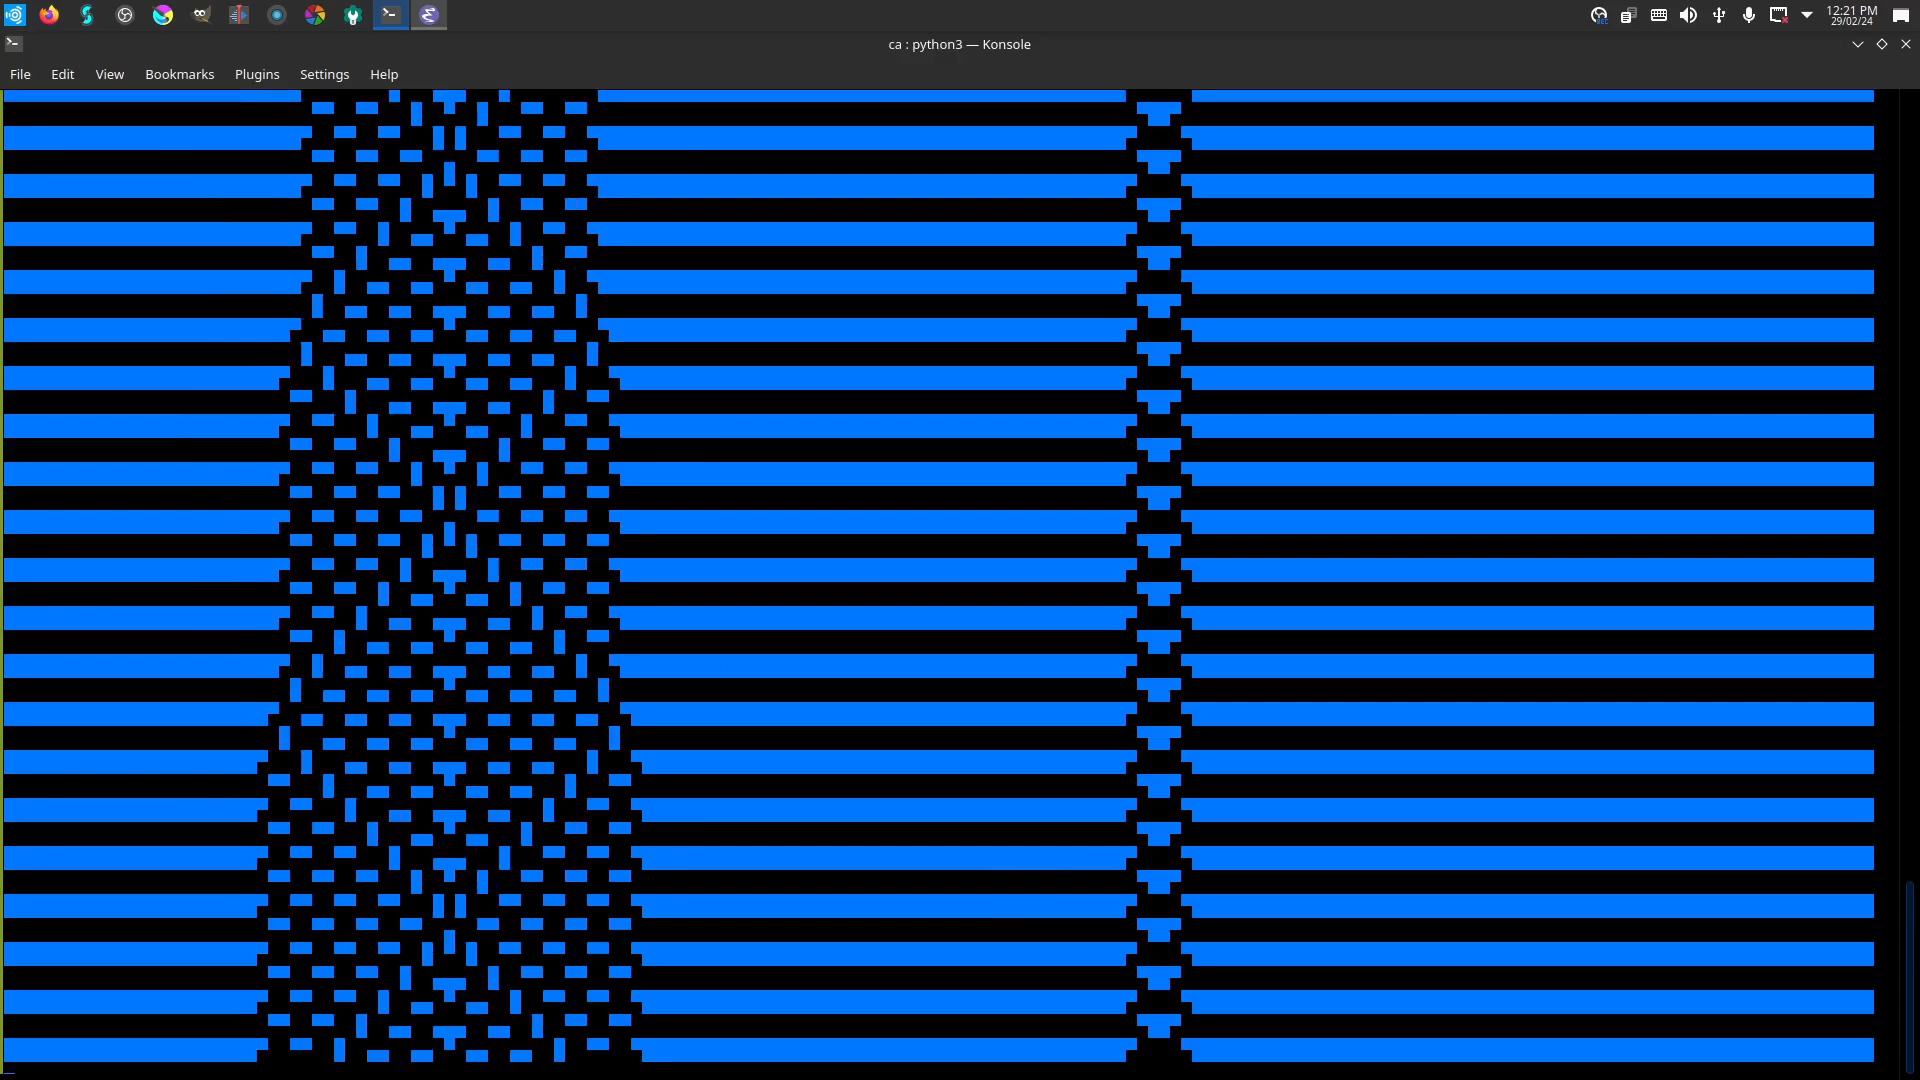 12:21 PM
29/02/24
ca : python3 — Konsole
File Edit View Bookmarks Plugins Settings Help